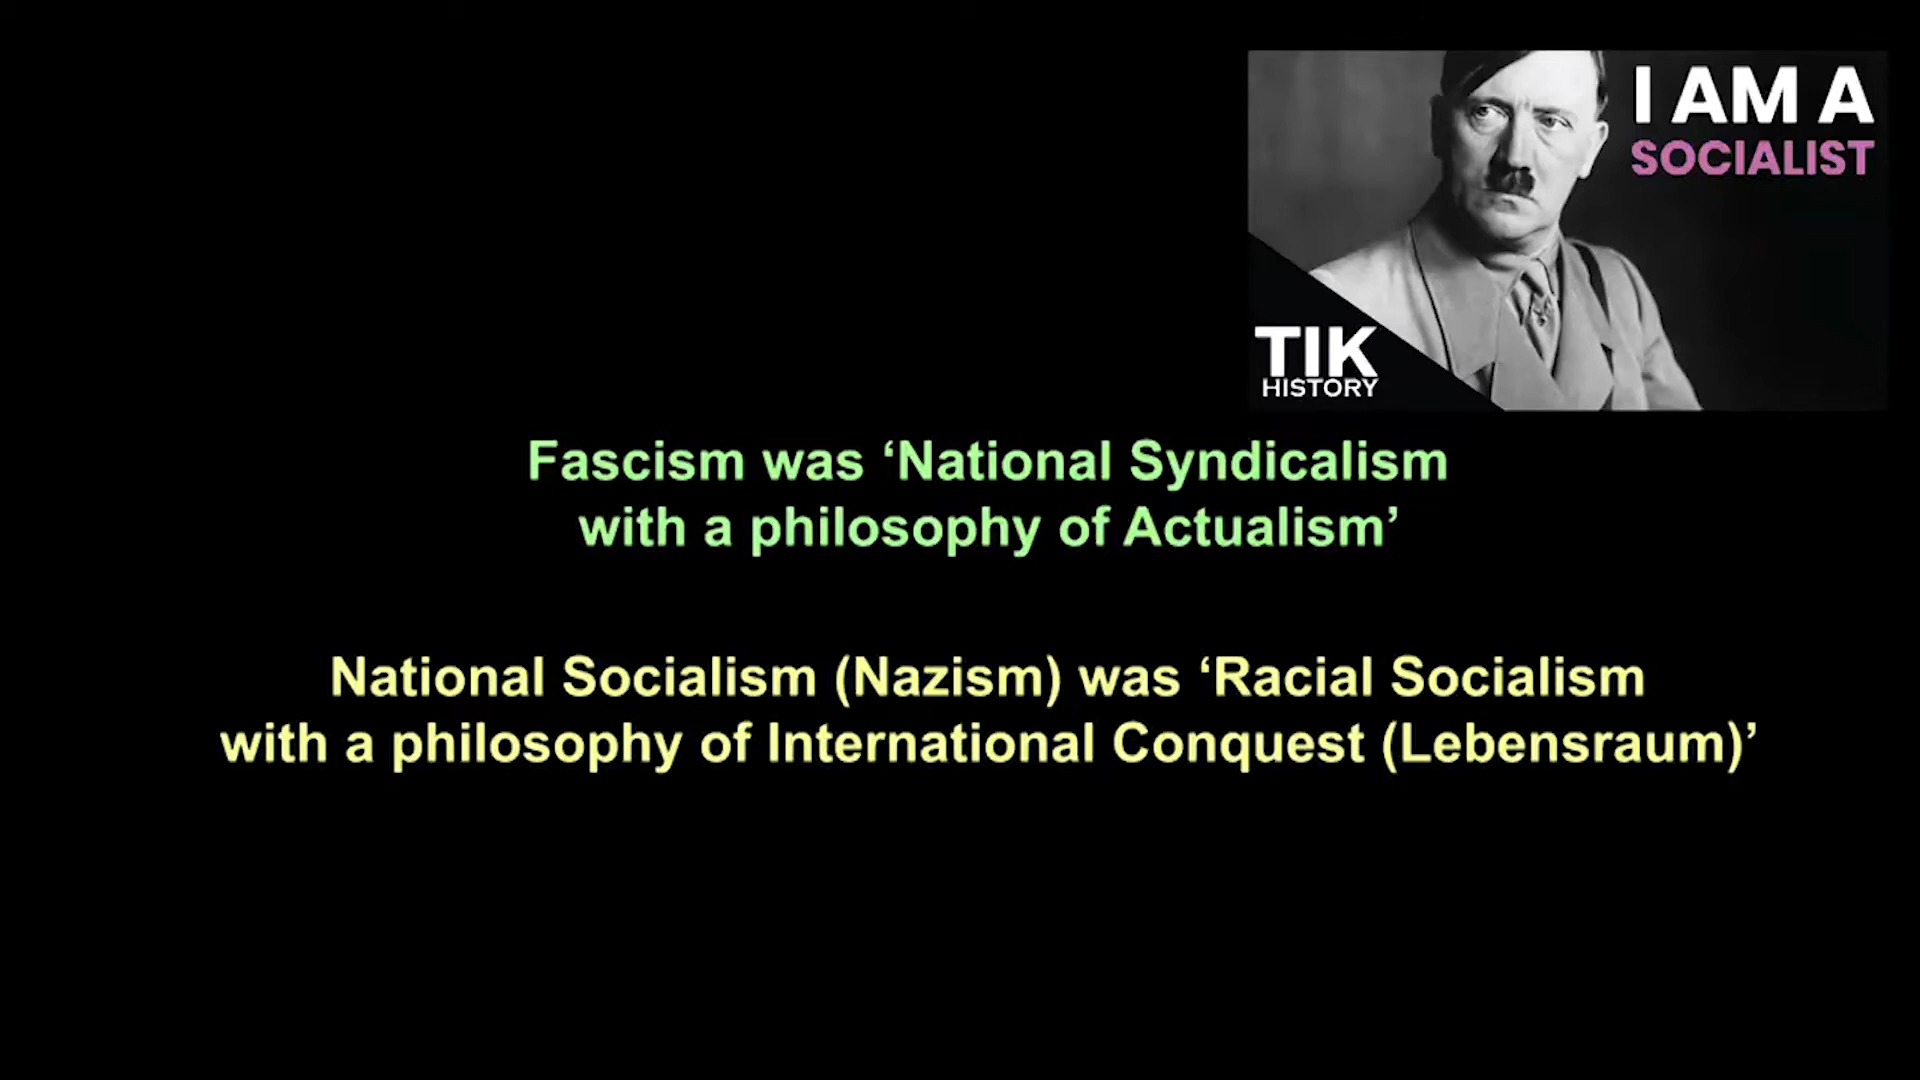 I AM A
SOCIALIST
TIK
HISTORY
Fascism was ‘National Syndicalism
with a philosophy of Actualism’
National Socialism (Nazism) was ‘Racial Socialism
with a philosophy of International Conquest (Lebensraum)’